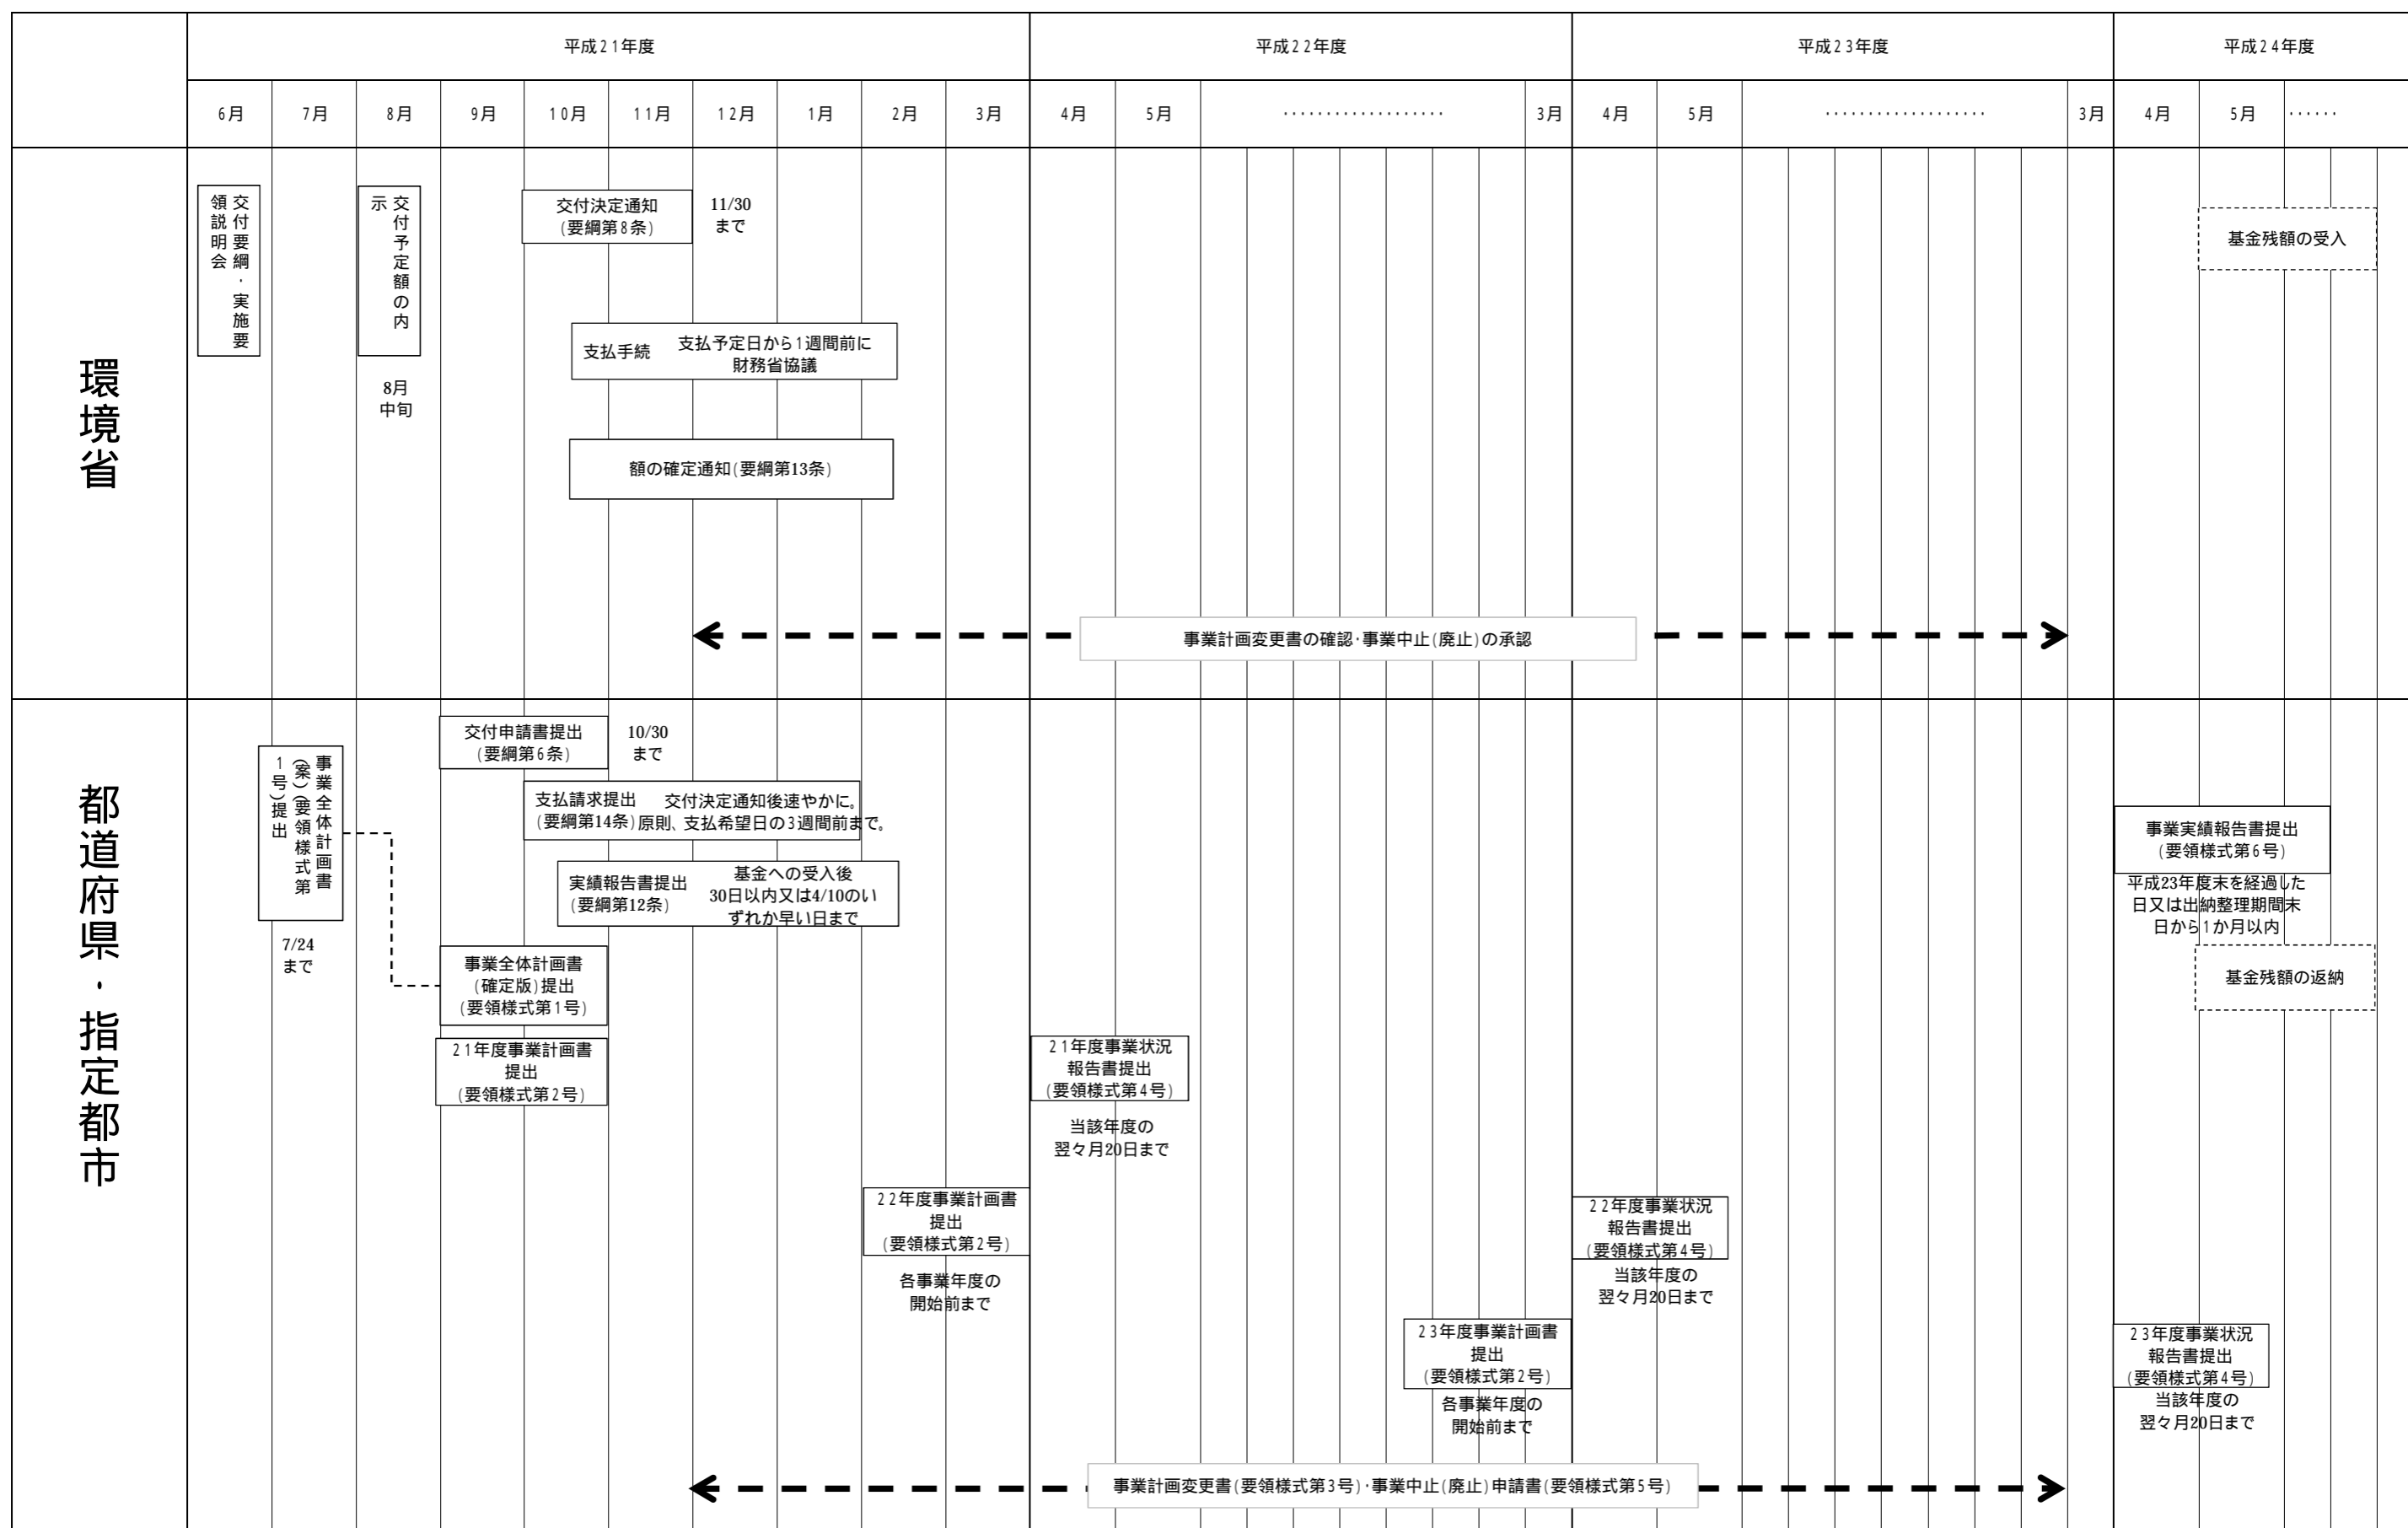 平成21年度
平成22年度
平成23年度
平成24年度
6月
7月
8月
9月
10月
11月
12月
1月
2月
3月
4月
5月
···················
3月
4月
5月
···················
3月
4月
5月
······
環境省
交付要綱・実施要
領説明会
交付予定額の内
示
8月
中旬
交付決定通知
(要綱第8条)
11/30
まで
支払手続
支払予定日から1週間前に
財務省協議
額の確定通知(要綱第13条)
基金残額の受入
事業計画変更書の確認・事業中止(廃止)の承認
都道府県・指定都市
事業全体計画書
(案)(要領様式第
1号)提出
7/24
まで
交付申請書提出
(要綱第6条)
10/30
まで
支払請求提出
(要綱第14条)
交付決定通知後速やかに。
原則、支払希望日の3週間前まで。
実績報告書提出
(要綱第12条)
基金への受入後
30日以内又は4/10のい
ずれか早い日まで
事業全体計画書
(確定版)提出
(要領様式第1号)
21年度事業計画書
提出
(要領様式第2号)
21年度事業状況
報告書提出
(要領様式第4号)
当該年度の
翌々月20日まで
22年度事業計画書
提出
(要領様式第2号)
各事業年度の
開始前まで
22年度事業状況
報告書提出
(要領様式第4号)
当該年度の
翌々月20日まで
23年度事業計画書
提出
(要領様式第2号)
各事業年度の
開始前まで
事業実績報告書提出
(要領様式第6号)
平成23年度末を経過した
日又は出納整理期間末
日から1か月以内
基金残額の返納
23年度事業状況
報告書提出
(要領様式第4号)
当該年度の
翌々月20日まで
事業計画変更書(要領様式第3号)・事業中止(廃止)申請書(要領様式第5号)